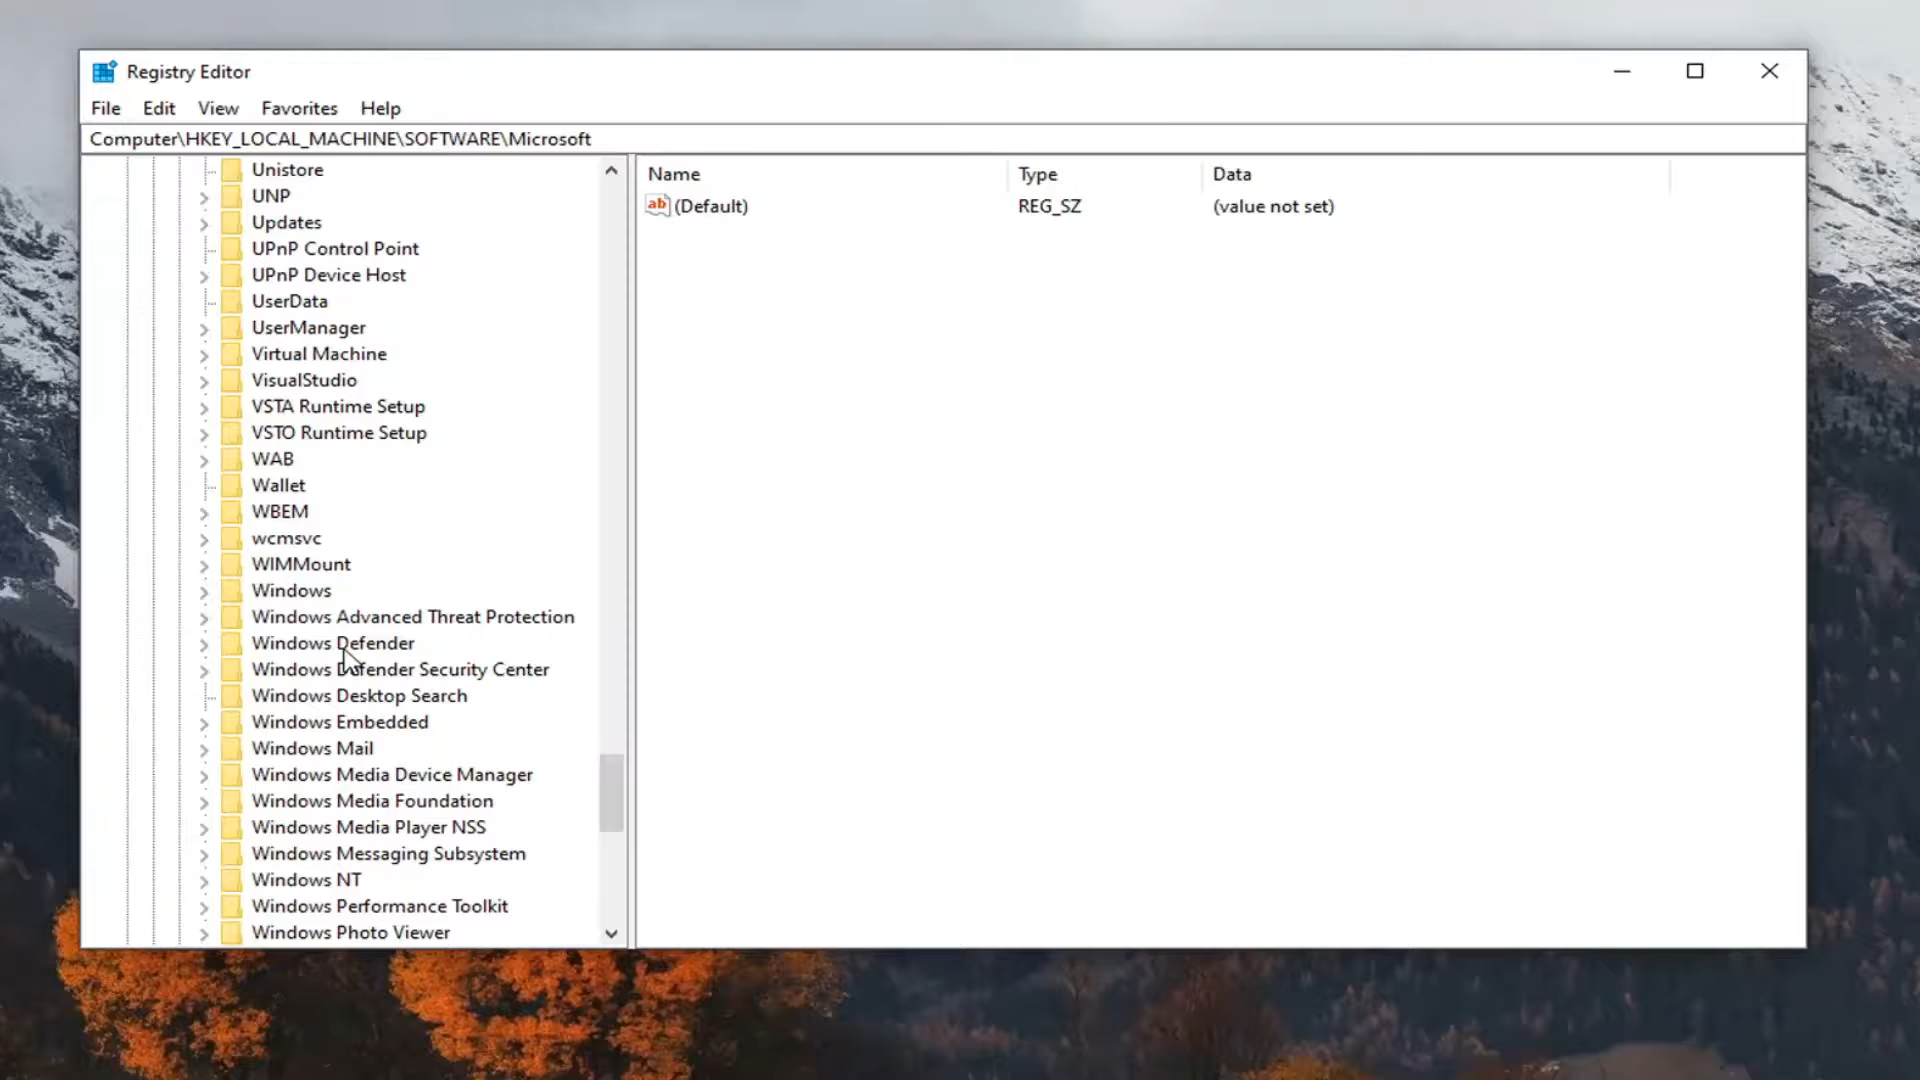 Registry Editor
File Edit View Favorites Help
Computer\HKEY_LOCAL_MACHINE\SOFTWARE\Microsoft
Unistore
UNP
Updates
UPnP Control Point
UPnP Device Host
UserData
UserManager
Virtual Machine
VisualStudio
VSTA Runtime Setup
VSTO Runtime Setup
WAB
Wallet
WBEM
wcmsvc
WIMMount
Windows
Windows Advanced Threat Protection
Windows Defender
Windows Defender Security Center
Windows Desktop Search
Windows Embedded
Windows Mail
Windows Media Device Manager
Windows Media Foundation
Windows Media Player NSS
Windows Messaging Subsystem
Windows NT
Windows Performance Toolkit
Windows Photo Viewer
Name Type Data
ab (Default) REG_SZ (value not set)